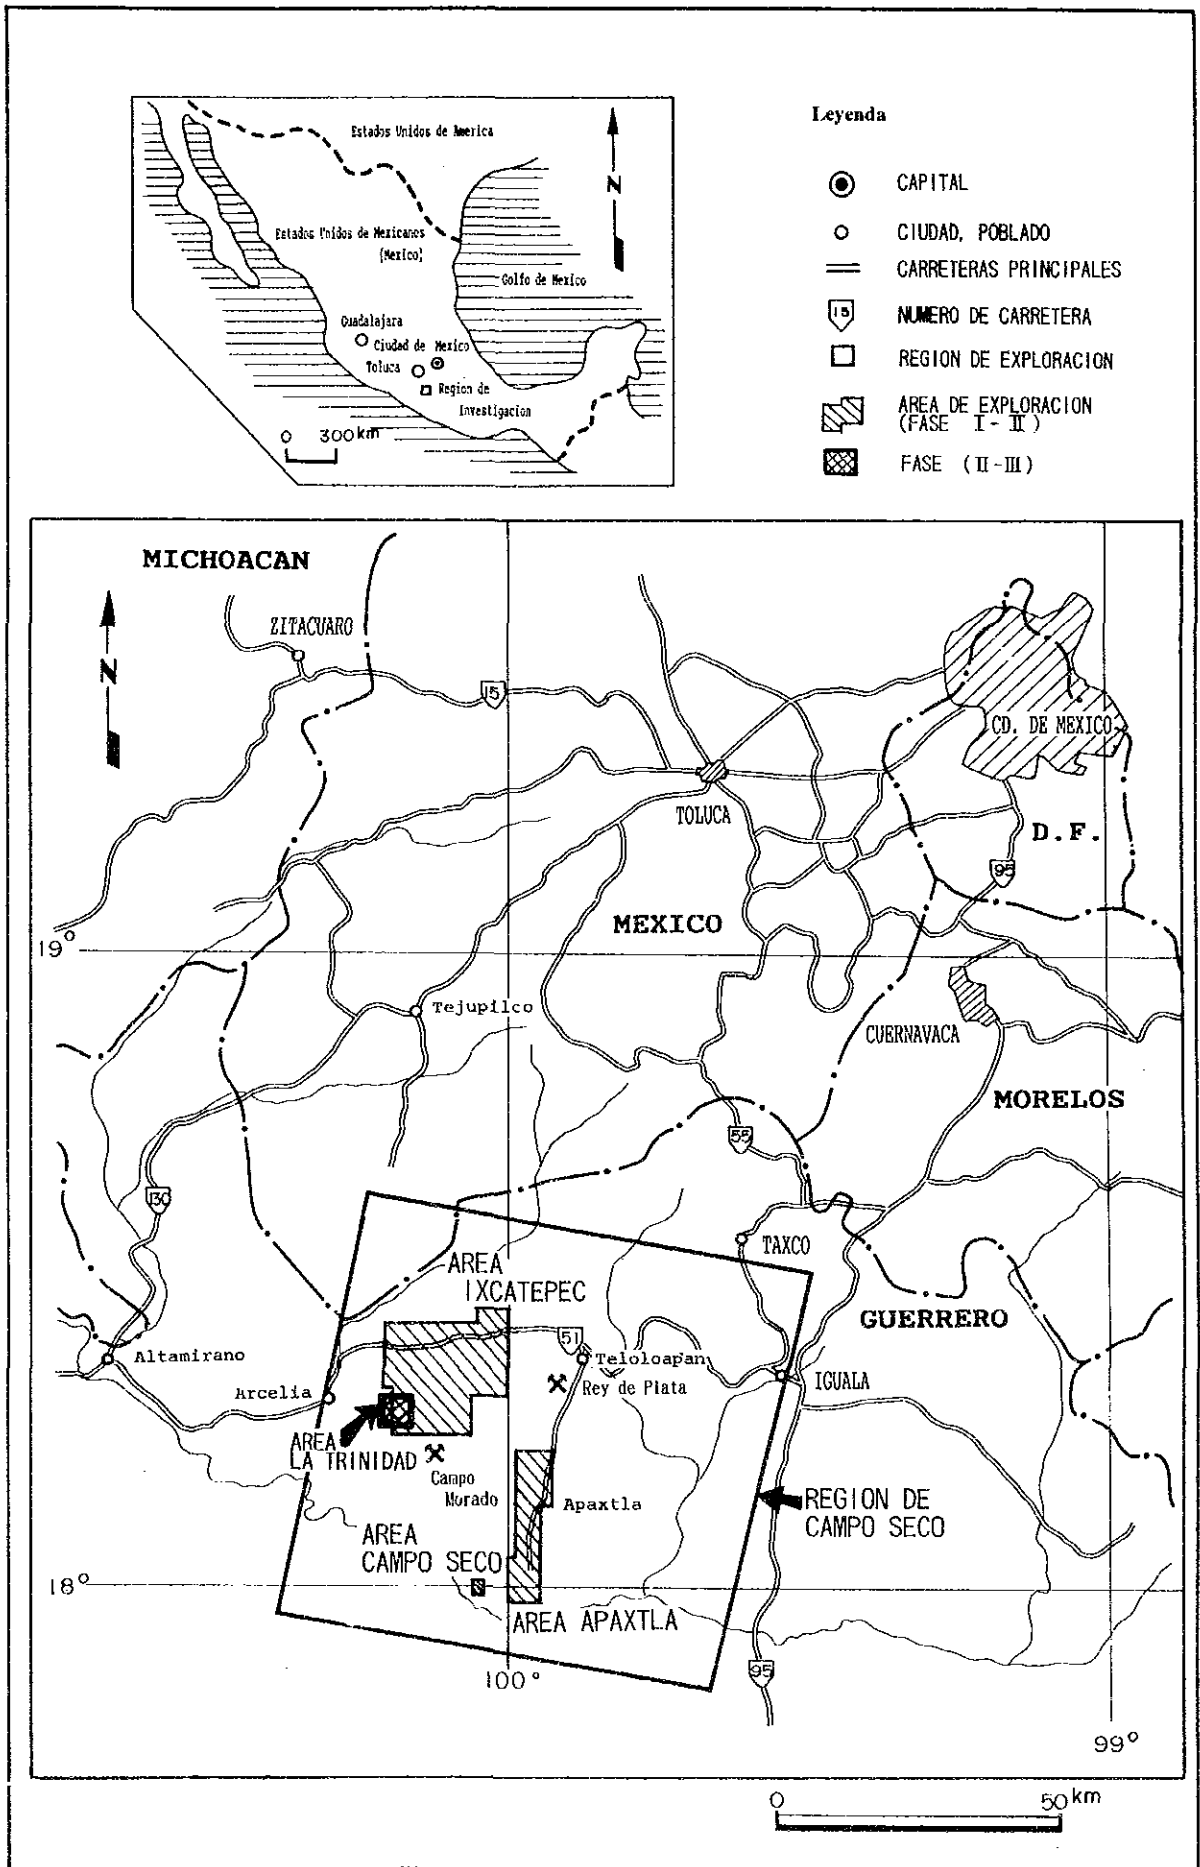 Estados Unidos de America
N
Estados Unidos de Mexicanos
(Mexico)
Golfo de Mexico
Guadalajara
Ciudad de Mexico
Toluca
Region de
Investigacion
0 300km
Leyenda
CAPITAL
CIUDAD, POBLADO
CARRETERAS PRINCIPALES
15 NUMERO DE CARRETERA
REGION DE EXPLORACION
AREA DE EXPLORACION
(FASE I - II)
FASE (II-III)
MICHOACAN
ZITACUARO
N
15
CD. DE MEXICO
TOLUCA
D.F.
95
MEXICO
19°
Tejupilco
CUERNAVACA
MORELOS
55
130
TAXCO
AREA
IXCATEPEC
GUERRERO
51
Altamirano
Teloloapan
Rey de Plata
IGUALA
Arcelia
AREA
LA TRINIDAD
Campo
Morado
Apaxtla
REGION DE
CAMPO SECO
AREA
CAMPO SECO
18°
AREA APAXTLA
95
100°
99°
0 50km